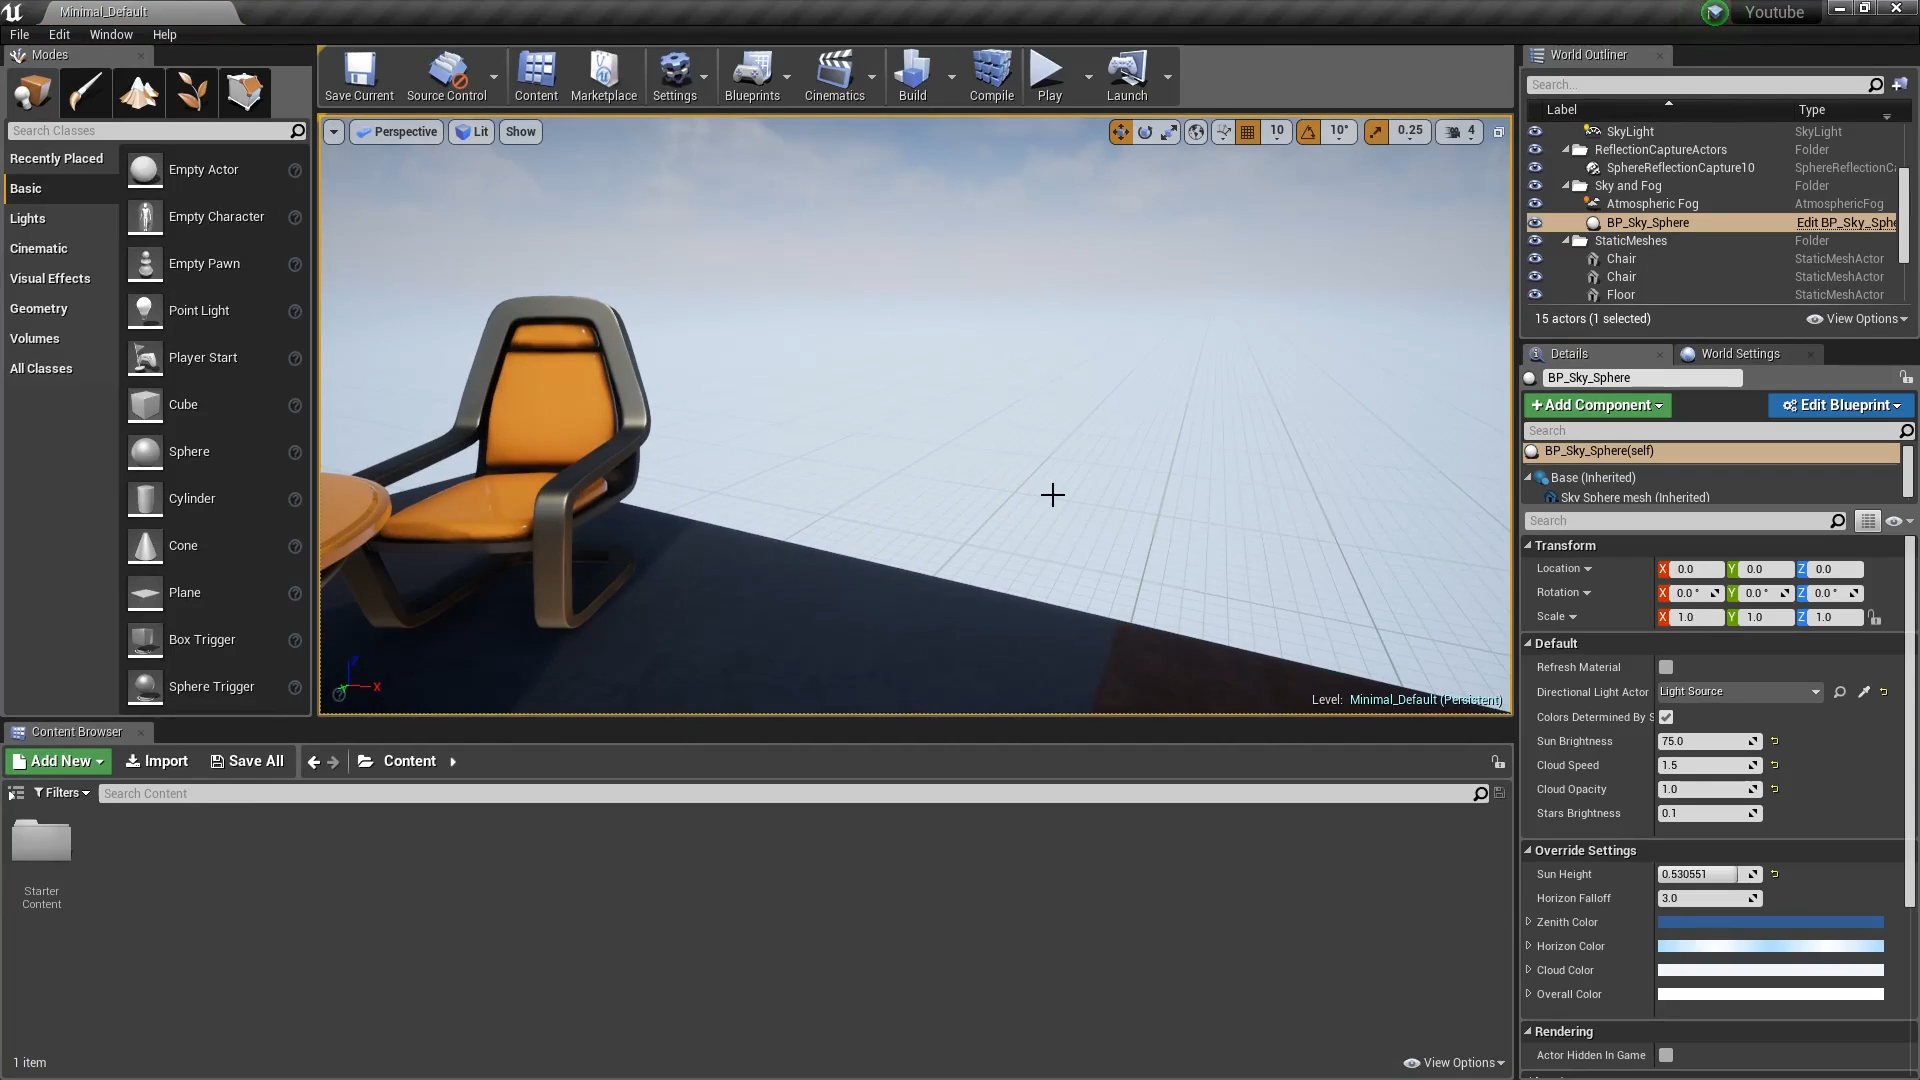 Minimal_Default
Youtube
File Edit Window Help
Modes
Search Classes
Recently Placed
Basic
Lights
Cinematic
Visual Effects
Geometry
Volumes
All Classes
Empty Actor
Empty Character
Empty Pawn
Point Light
Player Start
Cube
Sphere
Cylinder
Cone
Plane
Box Trigger
Sphere Trigger
Save Current Source Control Content Marketplace Settings Blueprints Cinematics Build Compile Play Launch
Perspective Lit Show
10 10° 0.25 4
X
Level: Minimal_Default (Persistent)
World Outliner
Search...
Label Type
SkyLight SkyLight
ReflectionCaptureActors Folder
SphereReflectionCapture10 SphereReflectionC
Sky and Fog Folder
Atmospheric Fog AtmosphericFog
BP_Sky_Sphere Edit BP_Sky_Sphe
StaticMeshes Folder
Chair StaticMeshActor
Chair StaticMeshActor
Floor StaticMeshActor
15 actors (1 selected) View Options
Details World Settings
BP_Sky_Sphere
+Add Component Edit Blueprint
Search
BP_Sky_Sphere(self)
Base (Inherited)
Sky Sphere mesh (Inherited)
Search
Transform
Location X 0.0 Y 0.0 Z 0.0
Rotation X 0.0° Y 0.0° Z 0.0°
Scale X 1.0 Y 1.0 Z 1.0
Default
Refresh Material
Directional Light Actor Light Source
Colors Determined By S
Sun Brightness 75.0
Cloud Speed 1.5
Cloud Opacity 1.0
Stars Brightness 0.1
Override Settings
Sun Height 0.530551
Horizon Falloff 3.0
Zenith Color
Horizon Color
Cloud Color
Overall Color
Rendering
Actor Hidden In Game
Content Browser
Add New Import Save All Content
Filters Search Content
Starter
Content
1 item
View Options